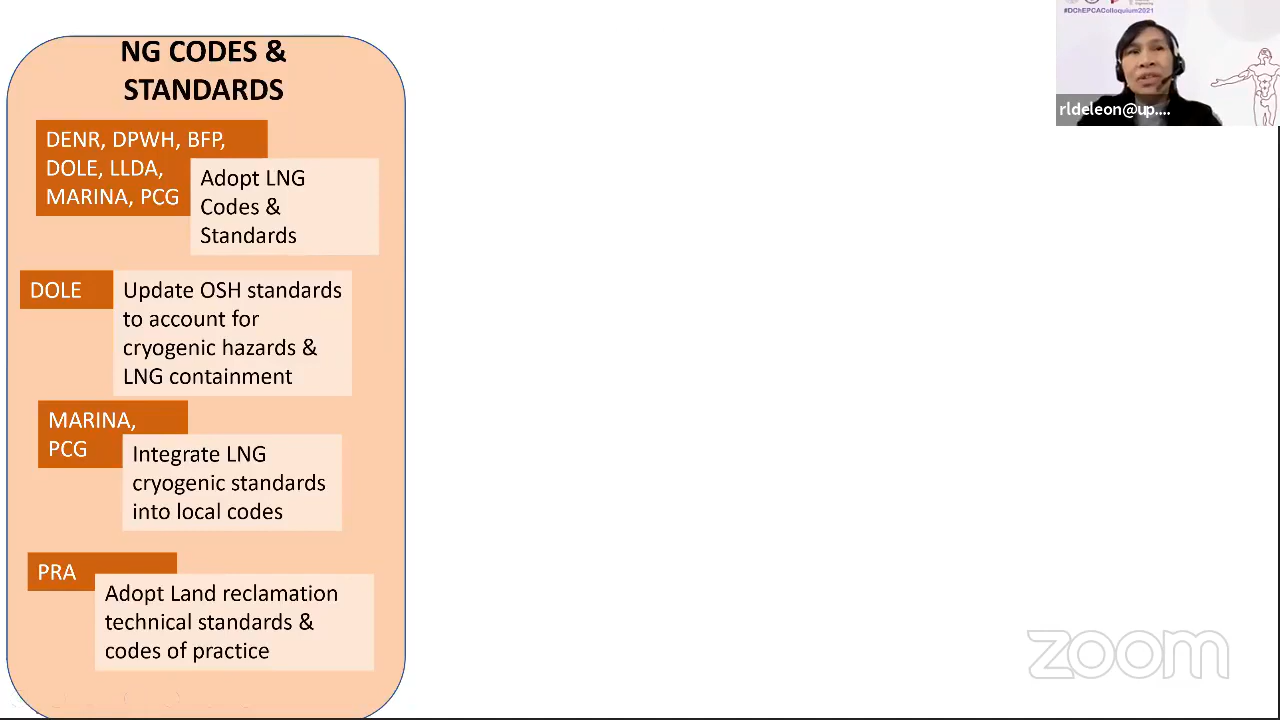 NG CODES &
STANDARDS
DENR, DPWH, BFP,
DOLE, LLDA,
MARINA, PCG
Adopt LNG
Codes &
Standards
DOLE
Update OSH standards
to account for
cryogenic hazards &
LNG containment
MARINA,
PCG
Integrate LNG
cryogenic standards
into local codes
PRA
Adopt Land reclamation
technical standards &
codes of practice
#DChEPCAColloquium2021
rldeleon@up....
zoom